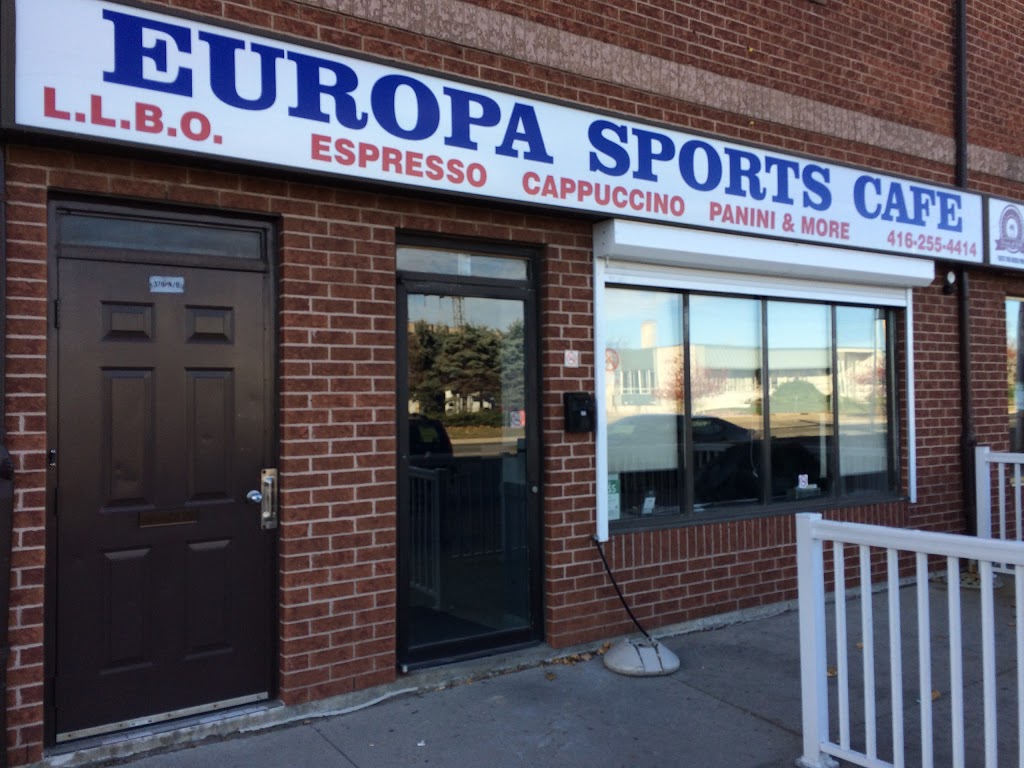 EUROPA SPORTS CAFE
L.L.B.O. ESPRESSO CAPPUCCINO PANINI & MORE 416-255-4414